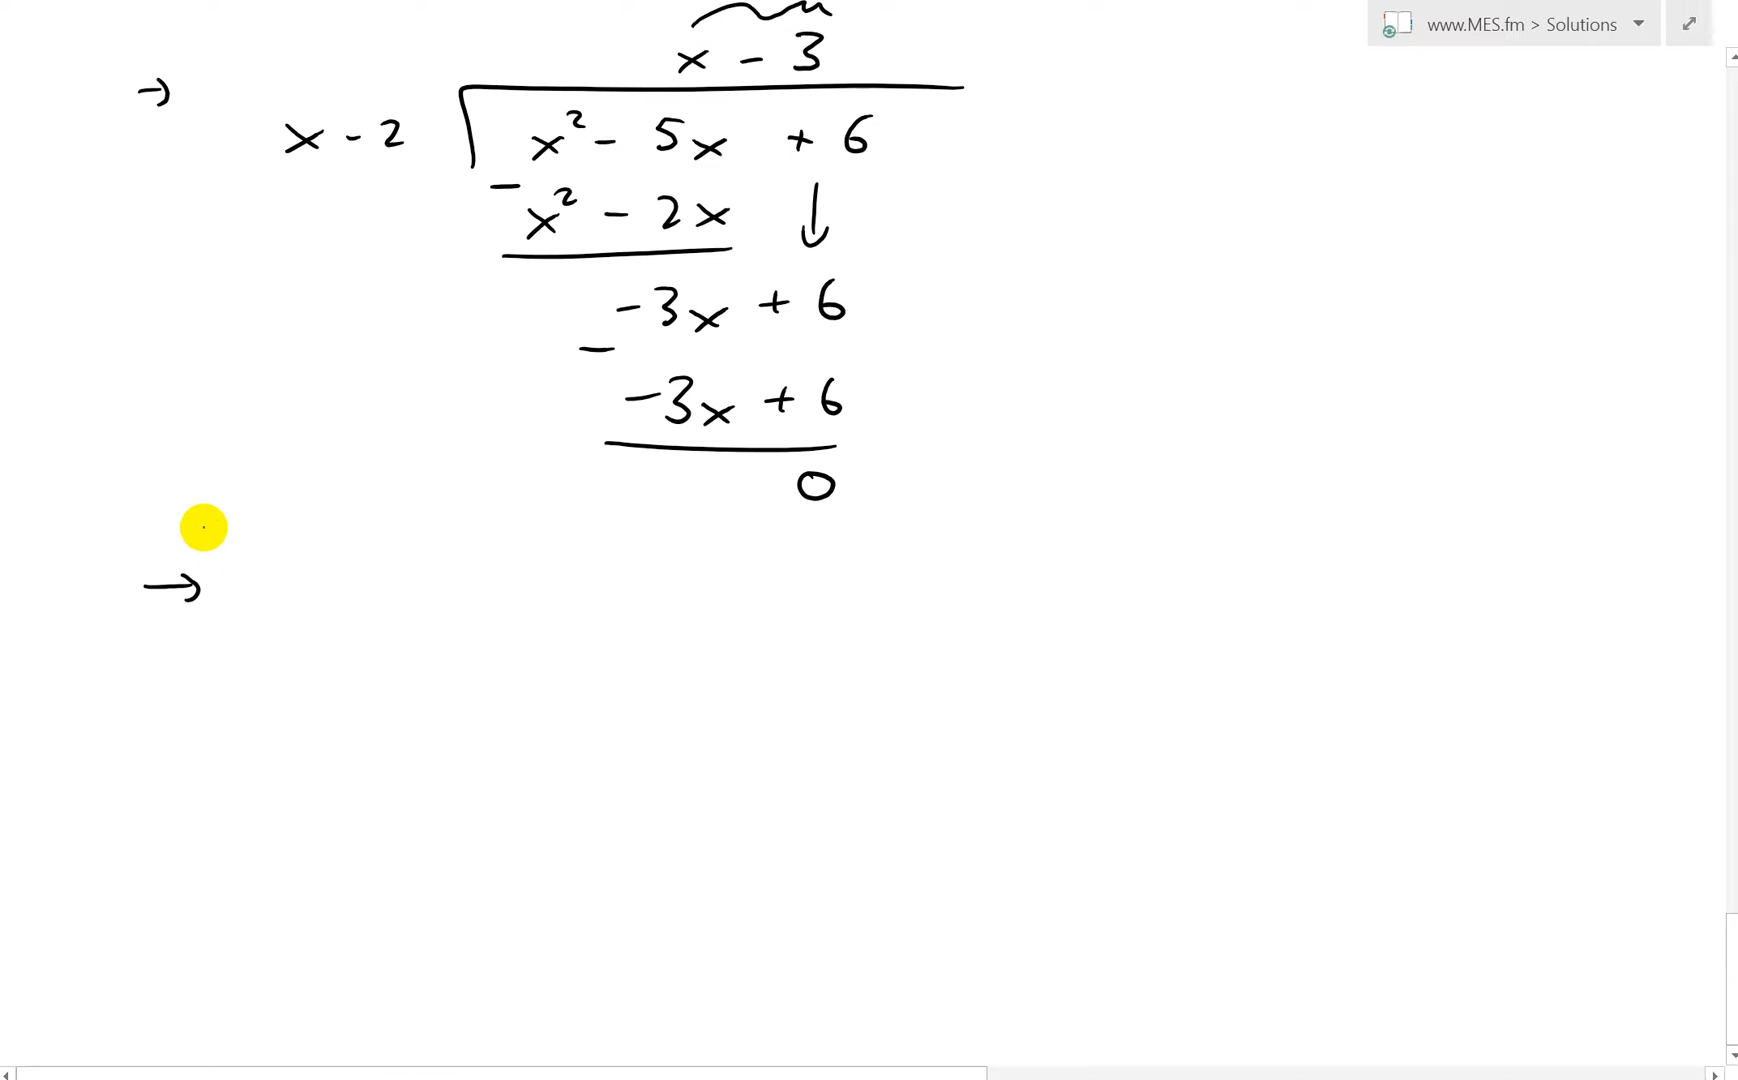 www.MES.fm > Solutions
x - 3
→
x - 2 x² - 5x + 6
- x² - 2x ↓
-3x + 6
- -3x + 6
0
→